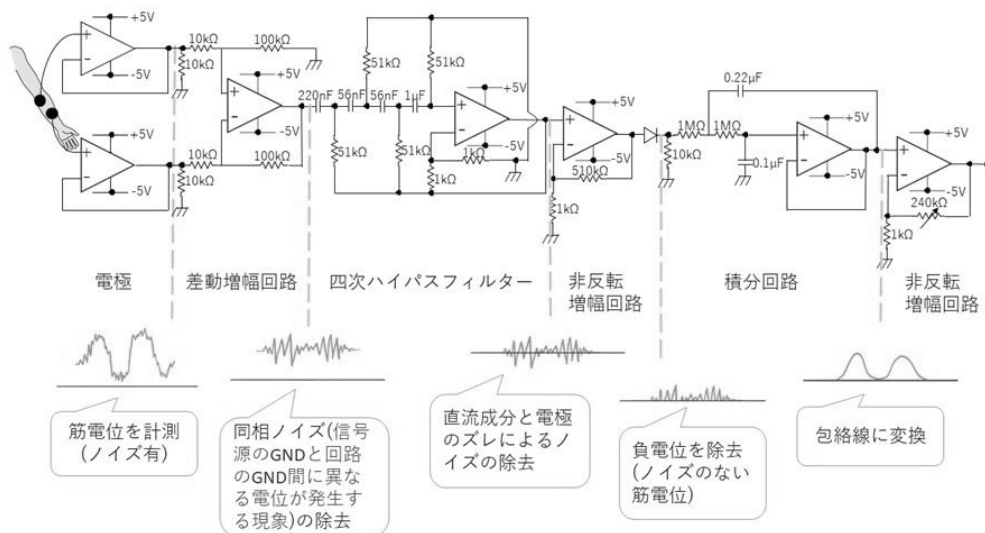 +5V
-5V
10kΩ
10kΩ
100kΩ
+5V
-5V
+5V
-5V
10kΩ
10kΩ
100kΩ
220nF
56nF
56nF
1μF
51kΩ
51kΩ
51kΩ
51kΩ
+5V
-5V
1kΩ
1kΩ
+5V
-5V
510kΩ
1kΩ
10kΩ
1MΩ
1MΩ
0.22μF
0.1μF
+5V
-5V
+5V
-5V
240kΩ
1kΩ
電極
差動増幅回路
四次ハイパスフィルター
非反転
増幅回路
積分回路
非反転
増幅回路
筋電位を計測
(ノイズ有)
同相ノイズ(信号
源のGNDと回路
のGND間に異な
る電位が発生す
る現象)の除去
直流成分と電極
のズレによるノ
イズの除去
負電位を除去
(ノイズのない
筋電位)
包絡線に変換